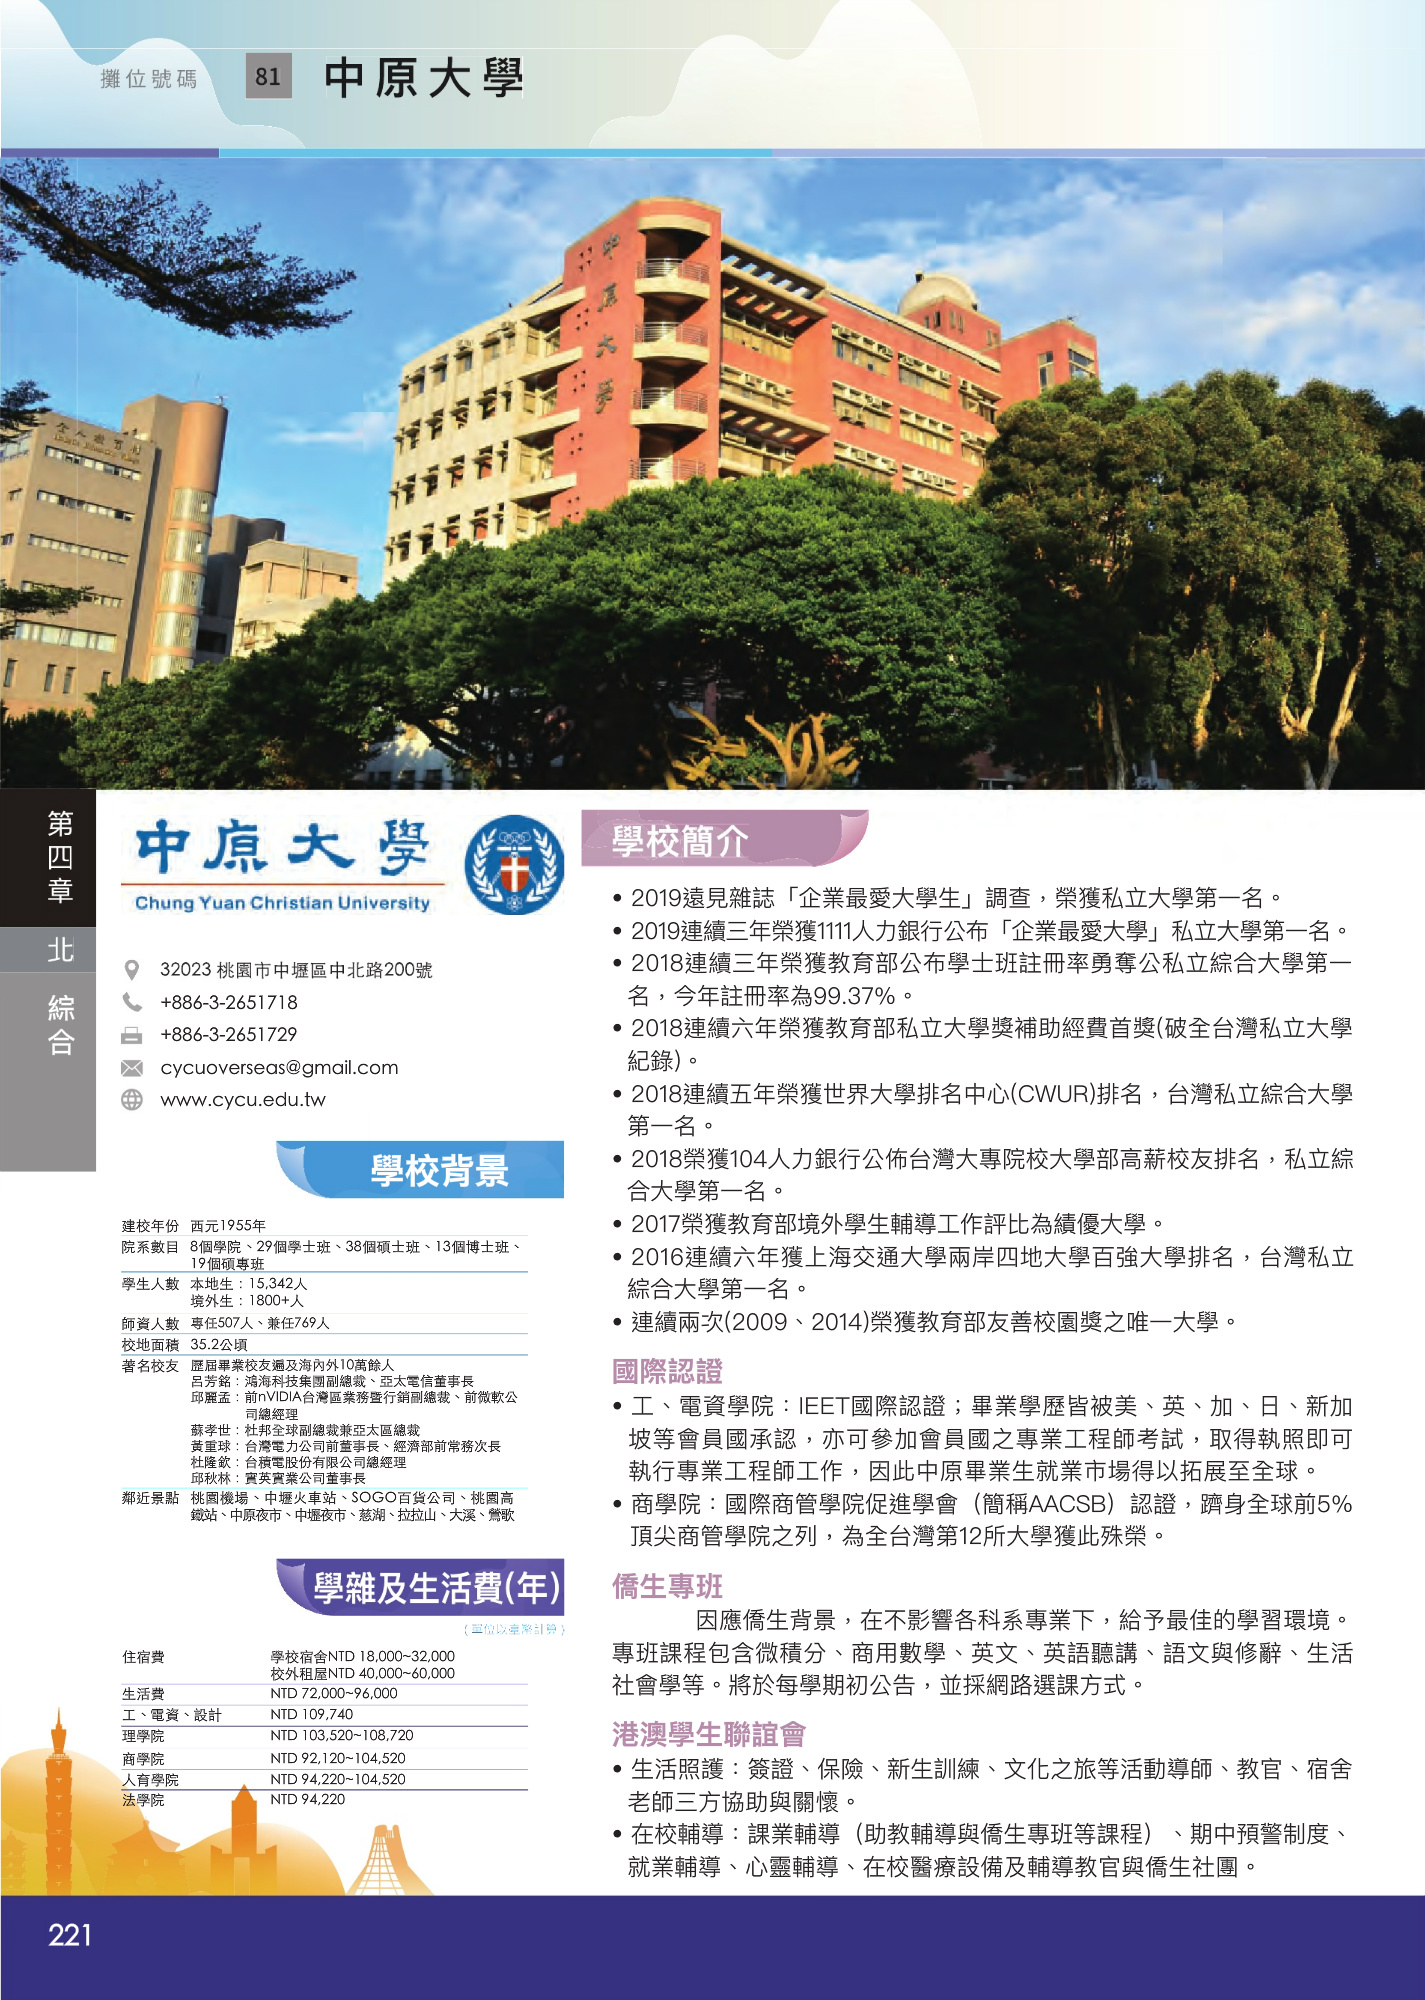 攤位號碼 81 中原大學
中原大學
全人教育村
第四章
北
綜合
中原大學
Chung Yuan Christian University
32023 桃園市中壢區中北路200號
+886-3-2651718
+886-3-2651729
cycuoverseas@gmail.com
www.cycu.edu.tw
學校背景
建校年份 西元1955年
院系數目 8個學院、29個學士班、38個碩士班、13個博士班、
19個碩專班
學生人數 本地生：15,342人
境外生：1800+人
師資人數 專任507人、兼任769人
校地面積 35.2公頃
著名校友 歷屆畢業校友遍及海內外10萬餘人
呂芳銘：鴻海科技集團副總裁、亞太電信董事長
邱麗孟：前nVIDIA台灣區業務暨行銷副總裁、前微軟公
司總經理
蘇孝世：杜邦全球副總裁兼亞太區總裁
黃重球：台灣電力公司前董事長、經濟部前常務次長
杜隆欽：台積電股份有限公司總經理
邱秋林：寶英實業公司董事長
鄰近景點 桃園機場、中壢火車站、SOGO百貨公司、桃園高
鐵站、中原夜市、中壢夜市、慈湖、拉拉山、大溪、鶯歌
學雜及生活費(年)
(單位以臺幣計算)
住宿費 學校宿舍NTD 18,000~32,000
校外租屋NTD 40,000~60,000
生活費 NTD 72,000~96,000
工、電資、設計 NTD 109,740
理學院 NTD 103,520~108,720
商學院 NTD 92,120~104,520
人育學院 NTD 94,220~104,520
法學院 NTD 94,220
學校簡介
• 2019遠見雜誌「企業最愛大學生」調查，榮獲私立大學第一名。
• 2019連續三年榮獲1111人力銀行公布「企業最愛大學」私立大學第一名。
• 2018連續三年榮獲教育部公布學士班註冊率勇奪公私立綜合大學第一
名，今年註冊率為99.37%。
• 2018連續六年榮獲教育部私立大學獎補助經費首獎(破全台灣私立大學
紀錄)。
• 2018連續五年榮獲世界大學排名中心(CWUR)排名，台灣私立綜合大學
第一名。
• 2018榮獲104人力銀行公佈台灣大專院校大學部高薪校友排名，私立綜
合大學第一名。
• 2017榮獲教育部境外學生輔導工作評比為績優大學。
• 2016連續六年獲上海交通大學兩岸四地大學百強大學排名，台灣私立
綜合大學第一名。
• 連續兩次(2009、2014)榮獲教育部友善校園獎之唯一大學。
國際認證
• 工、電資學院：IEET國際認證；畢業學歷皆被美、英、加、日、新加
坡等會員國承認，亦可參加會員國之專業工程師考試，取得執照即可
執行專業工程師工作，因此中原畢業生就業市場得以拓展至全球。
• 商學院：國際商管學院促進學會（簡稱AACSB）認證，躋身全球前5%
頂尖商管學院之列，為全台灣第12所大學獲此殊榮。
僑生專班
因應僑生背景，在不影響各科系專業下，給予最佳的學習環境。
專班課程包含微積分、商用數學、英文、英語聽講、語文與修辭、生活
社會學等。將於每學期初公告，並採網路選課方式。
港澳學生聯誼會
• 生活照護：簽證、保險、新生訓練、文化之旅等活動導師、教官、宿舍
老師三方協助與關懷。
• 在校輔導：課業輔導（助教輔導與僑生專班等課程）、期中預警制度、
就業輔導、心靈輔導、在校醫療設備及輔導教官與僑生社團。
221